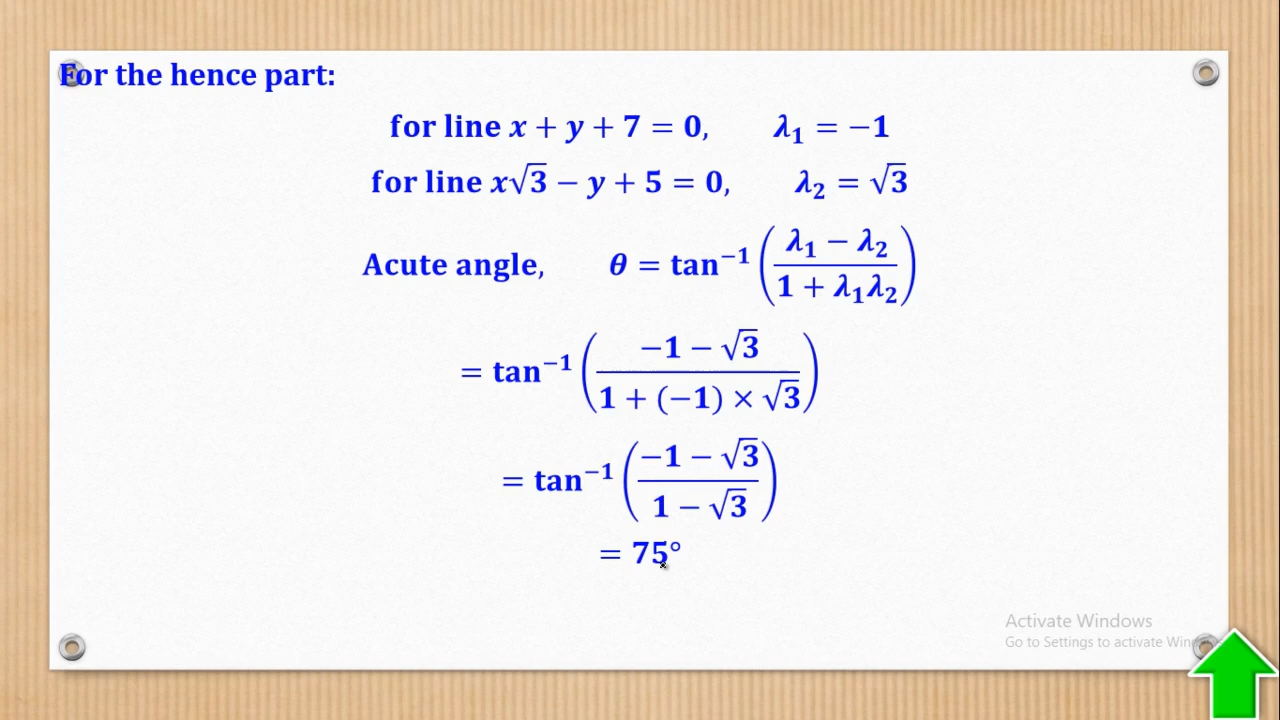 For the hence part:
for line x + y + 7 = 0, λ₁ = −1
for line x√3 − y + 5 = 0, λ₂ = √3
Acute angle, θ = tan⁻¹ ((λ₁ − λ₂)/(1 + λ₁λ₂))
= tan⁻¹ ((−1 − √3)/(1 + (−1) × √3))
= tan⁻¹ ((−1 − √3)/(1 − √3))
= 75°
Activate Windows
Go to Settings to activate Win